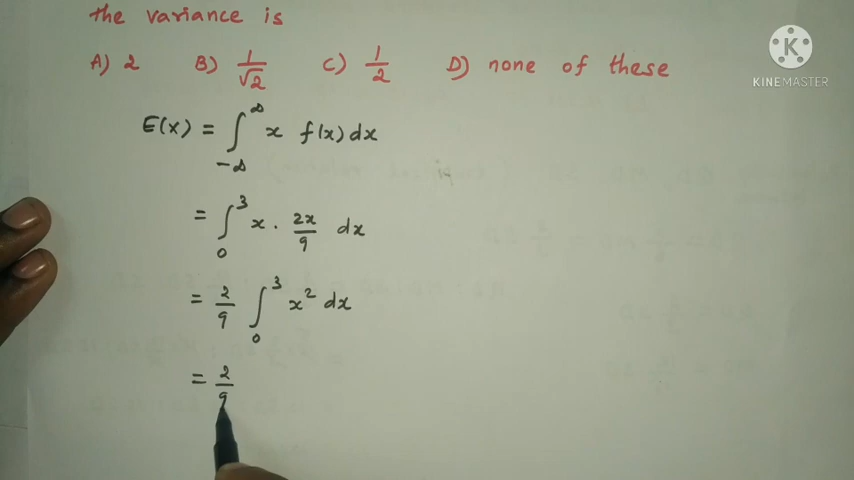 the variance is
A) 2 B) 1/√2 C) 1/2 D) none of these
K
KINEMASTER
E(x) = ∫_{-∞}^{∞} x f(x) dx
= ∫_0^3 x · 2x/9 dx
= 2/9 ∫_0^3 x² dx
= 2/9